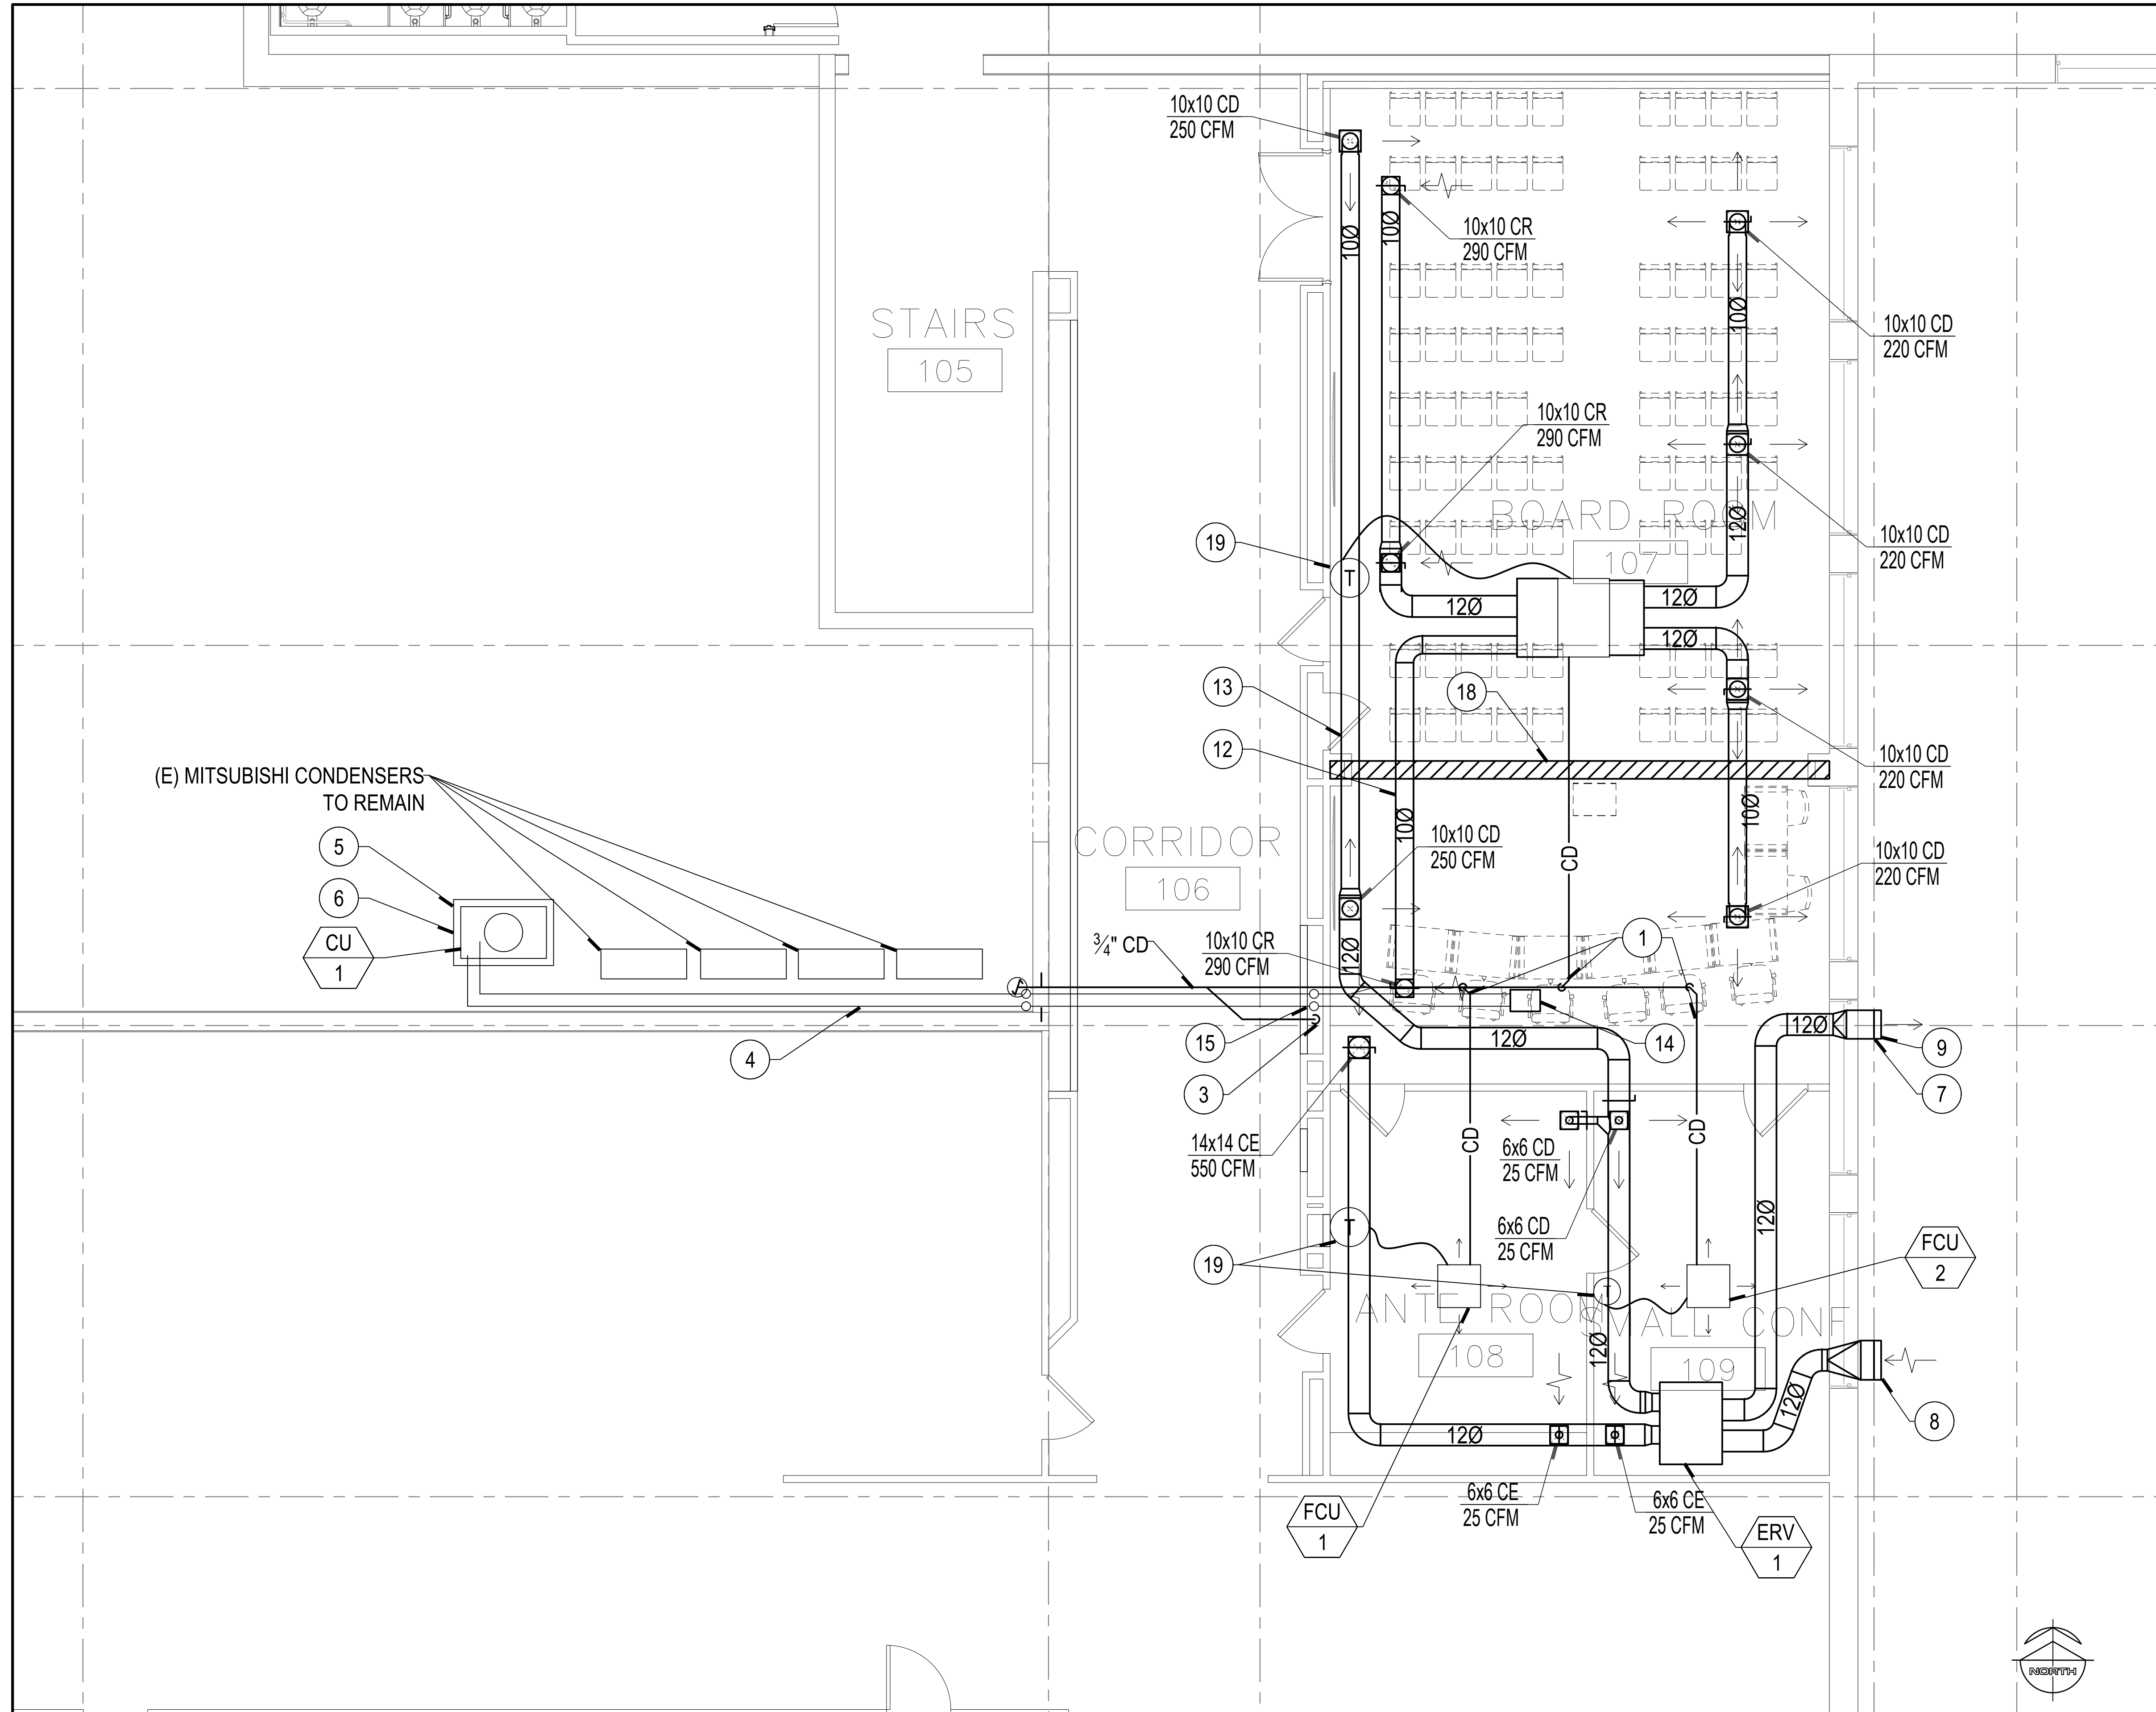 10x10 CD
250 CFM
10Ø
10Ø
10x10 CR
290 CFM
10Ø
10x10 CD
220 CFM
STAIRS
105
10x10 CR
290 CFM
BOARD ROOM
107
12Ø
10x10 CD
220 CFM
19
T
12Ø
12Ø
12Ø
13
18
12
10x10 CD
220 CFM
(E) MITSUBISHI CONDENSERS
TO REMAIN
5
6
CU
1
CORRIDOR
106
10Ø
10x10 CD
250 CFM
CD
10Ø
10x10 CD
220 CFM
3/4" CD
10x10 CR
290 CFM
12Ø
1
4
15
3
12Ø
14
12Ø
9
7
14x14 CE
550 CFM
CD
6x6 CD
25 CFM
CD
6x6 CD
25 CFM
12Ø
T
19
T
FCU
2
ANTE ROOM
108
SMALL CONF
109
12Ø
12Ø
8
12Ø
6x6 CE
25 CFM
6x6 CE
25 CFM
FCU
1
ERV
1
NORTH